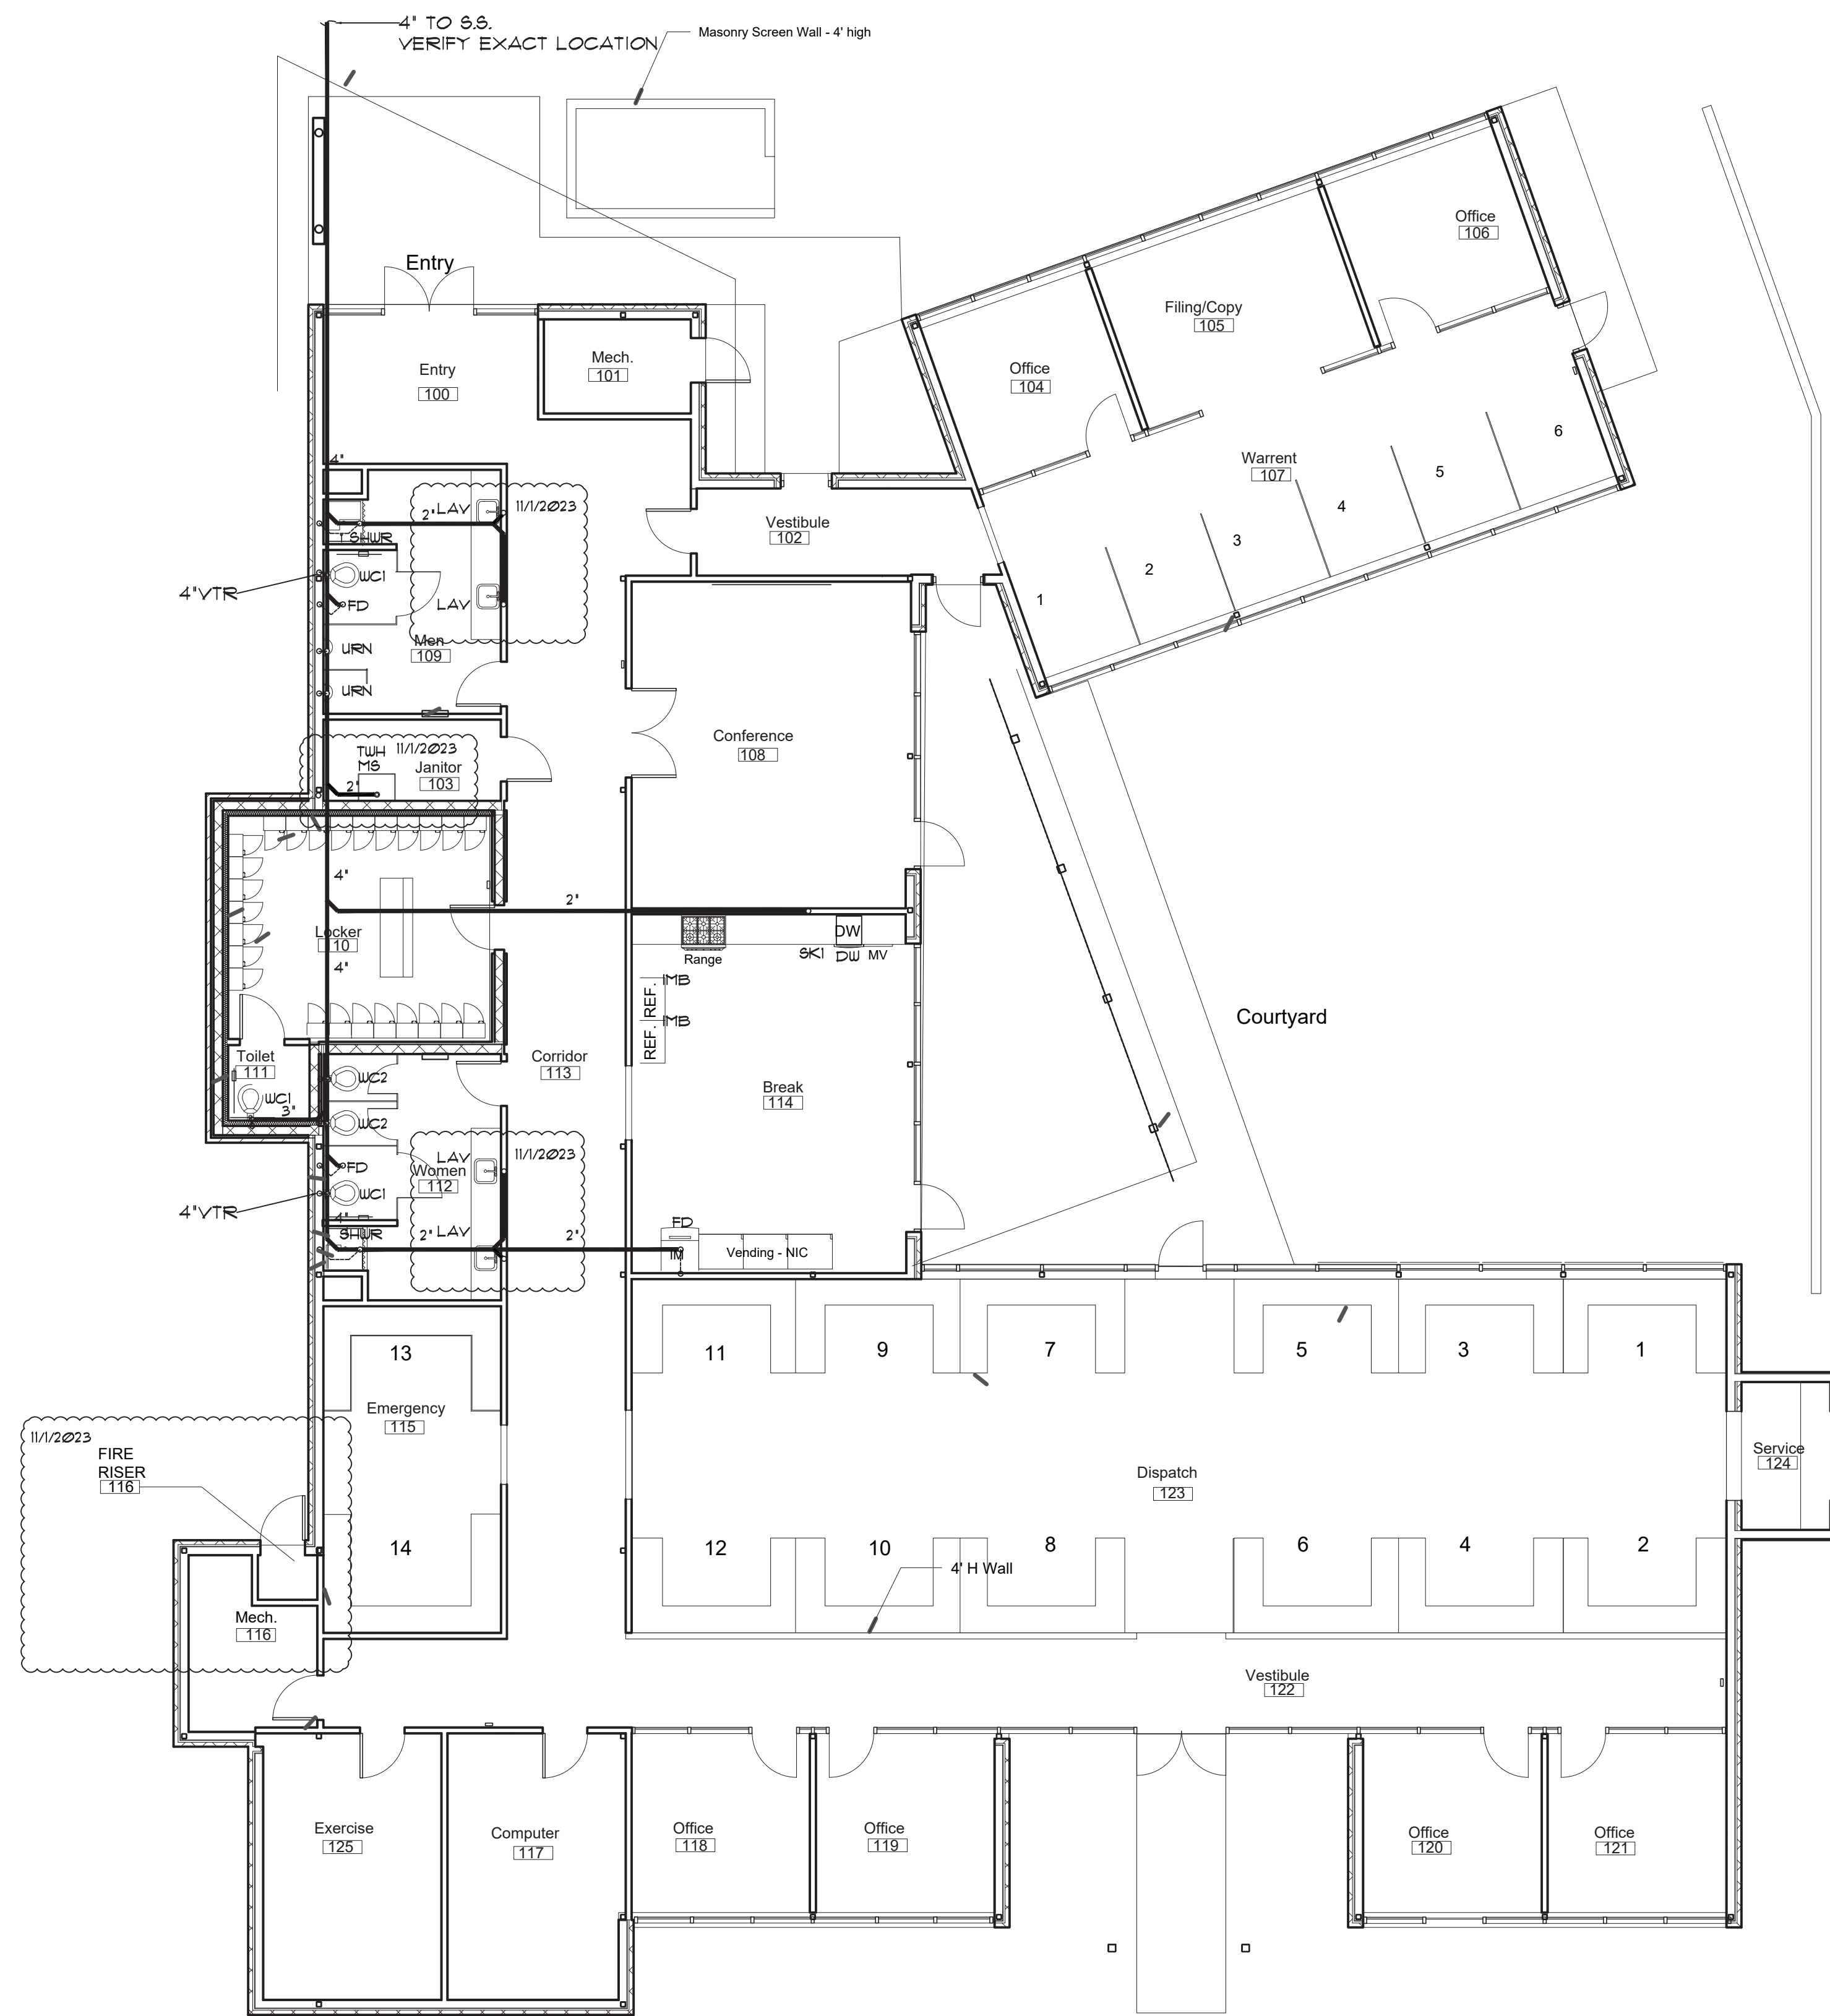 4" TO S.S.
VERIFY EXACT LOCATION
Masonry Screen Wall - 4' high
Entry
Entry
100
Mech.
101
Office
106
Filing/Copy
105
Office
104
Warrent
107
1
2
3
4
5
6
Vestibule
102
4"
2"
LAV
11/1/2023
SHWR
WC1
4"VTR
FD
LAV
Men
109
URN
URN
TWH
MS
11/1/2023
Janitor
103
2"
Conference
108
4"
2"
Locker
110
4"
Range
DW
SK1
DW
MV
REF.
IMB
REF.
IMB
Courtyard
Toilet
111
WC1
3"
WC2
WC2
Corridor
113
Break
114
LAV
11/1/2023
Women
112
FD
WC1
4"VTR
4"
SHWR
2"
LAV
2"
FD
IM
Vending - NIC
13
Emergency
115
14
11
9
7
5
3
1
Dispatch
123
Service
124
12
10
8
6
4
2
4' H Wall
11/1/2023
FIRE
RISER
116
Mech.
116
Vestibule
122
Exercise
125
Computer
117
Office
118
Office
119
Office
120
Office
121